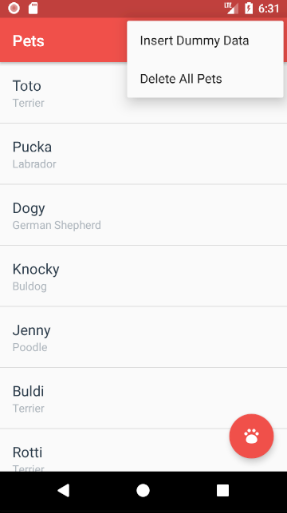 LTE 6:31
Pets
Insert Dummy Data
Delete All Pets
Toto
Terrier
Pucka
Labrador
Dogy
German Shepherd
Knocky
Buldog
Jenny
Poodle
Buldi
Terrier
Rotti
Terrier